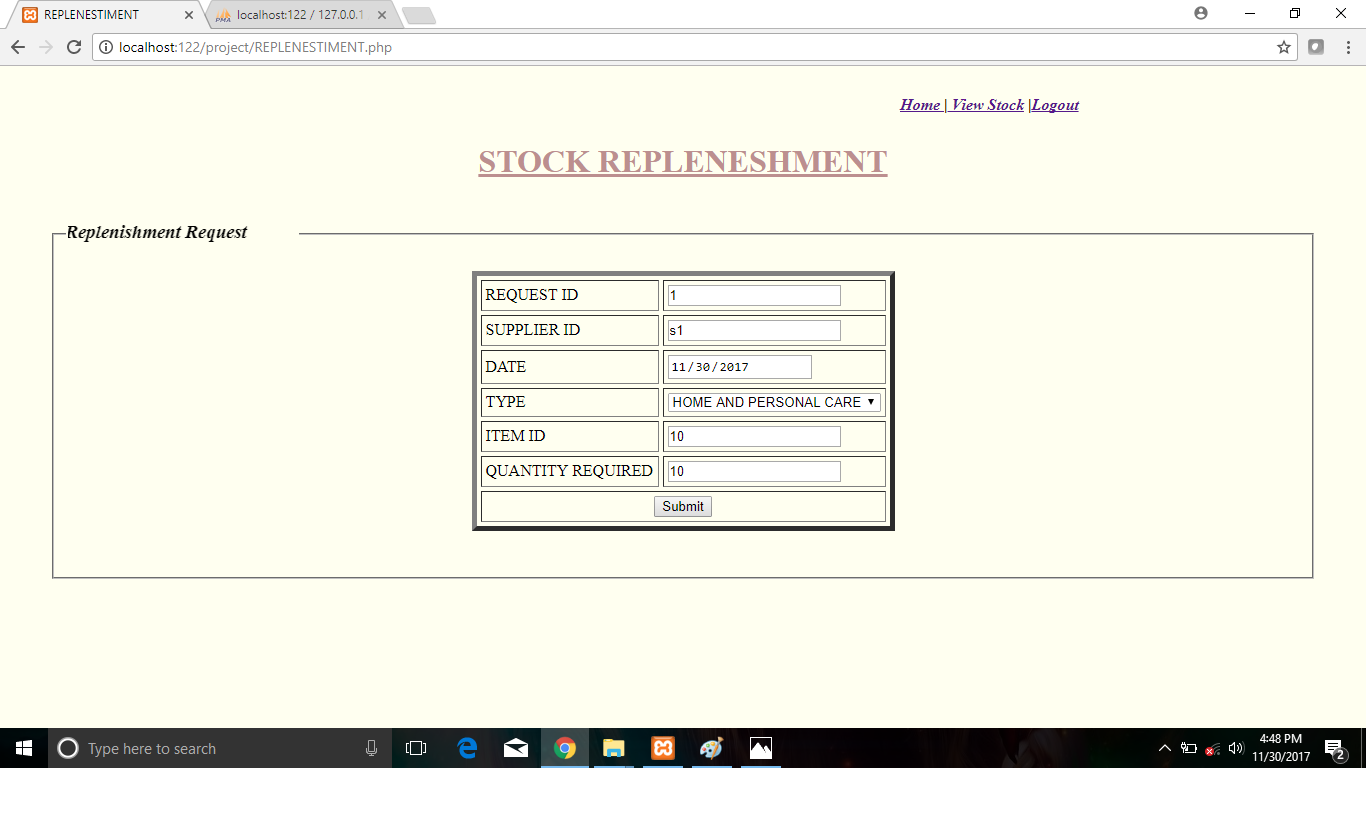 REPLENESTIMENT
localhost:122 / 127.0.0.1
localhost:122/project/REPLENESTIMENT.php
Home | View Stock |Logout
STOCK REPLENESHMENT
Replenishment Request
REQUEST ID 1
SUPPLIER ID s1
DATE 11/30/2017
TYPE HOME AND PERSONAL CARE
ITEM ID 10
QUANTITY REQUIRED 10
Submit
Type here to search
4:48 PM
11/30/2017
2